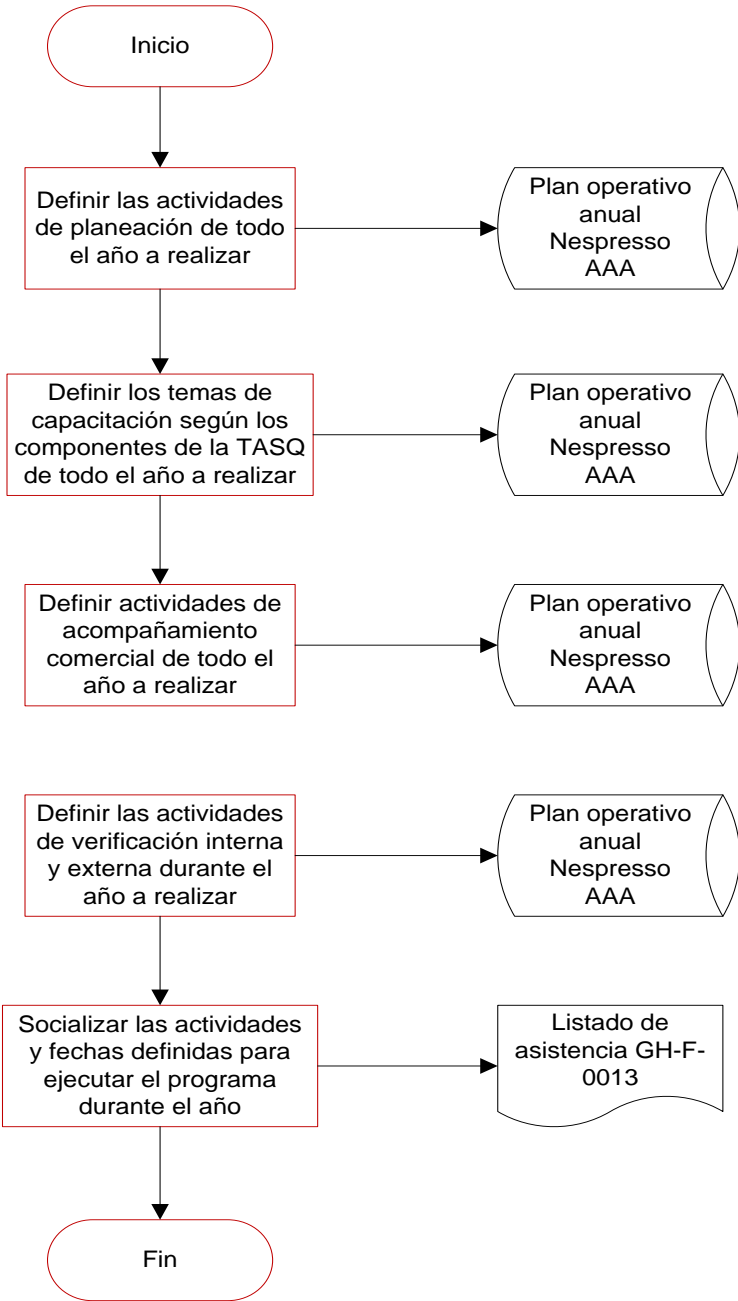 Inicio
Definir las actividades
de planeación de todo
el año a realizar
Plan operativo
anual
Nespresso
AAA
Definir los temas de
capacitación según los
componentes de la TASQ
de todo el año a realizar
Plan operativo
anual
Nespresso
AAA
Definir actividades de
acompañamiento
comercial de todo el
año a realizar
Plan operativo
anual
Nespresso
AAA
Definir las actividades
de verificación interna
y externa durante el
año a realizar
Plan operativo
anual
Nespresso
AAA
Socializar las actividades
y fechas definidas para
ejecutar el programa
durante el año
Listado de
asistencia GH-F-
0013
Fin